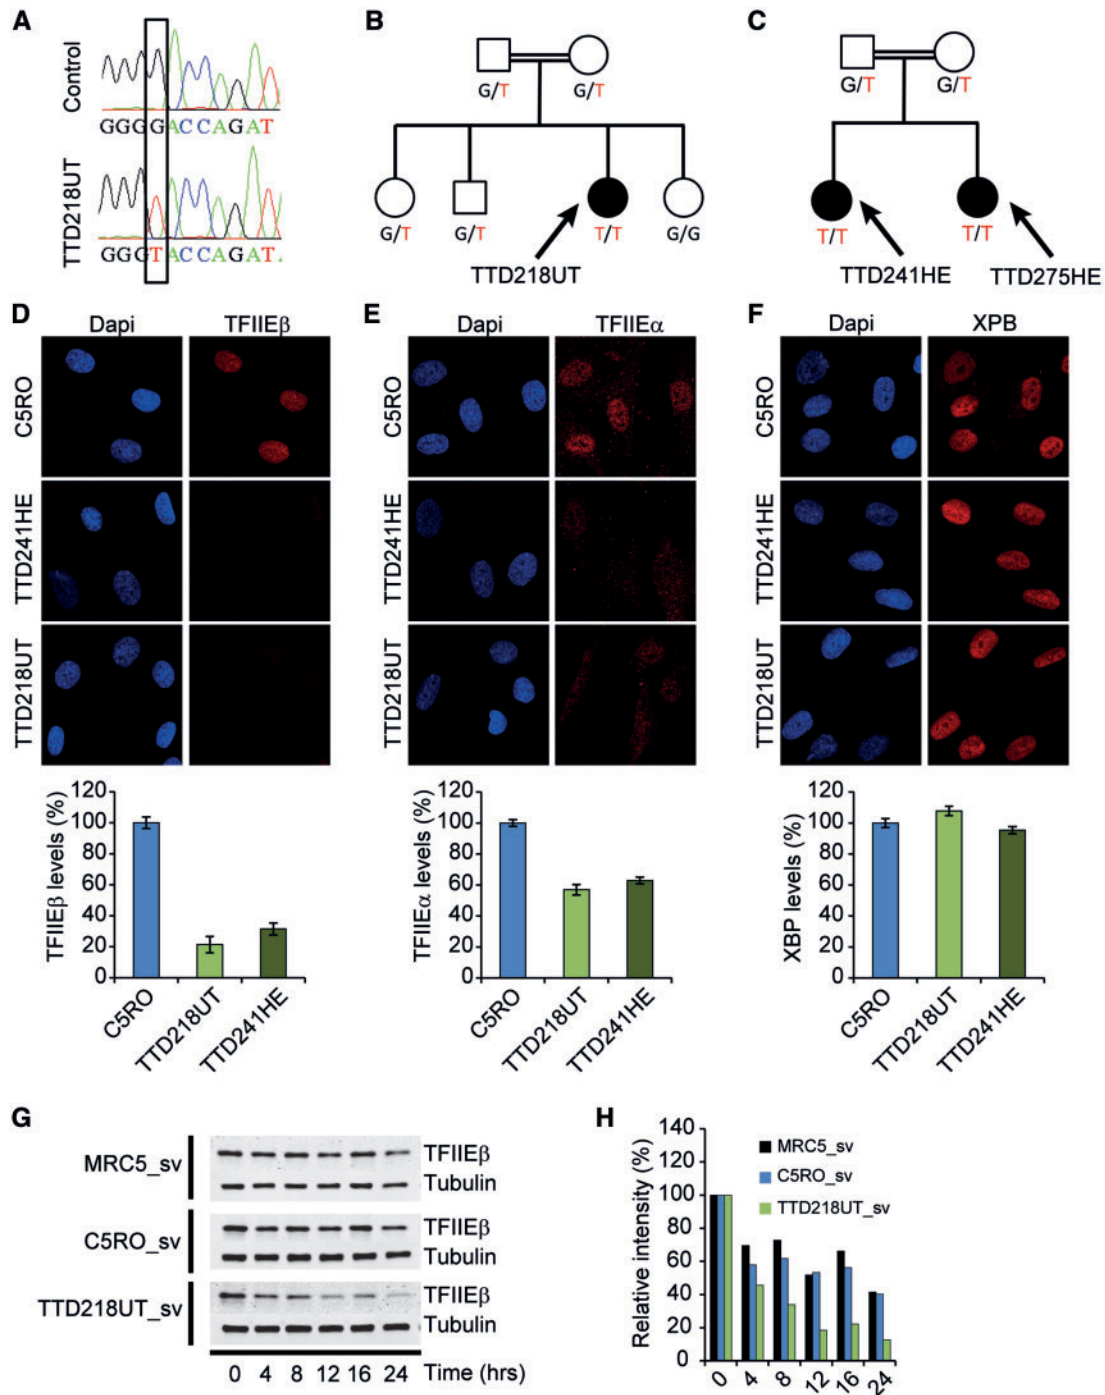 A
Control
GGGGACCAGAT
TTD218UT
GGGTACCAGAT
B
G/T
G/T
G/T
G/T
T/T
G/G
TTD218UT
C
G/T
G/T
T/T
T/T
TTD241HE
TTD275HE
D
Dapi
TFIIEβ
C5RO
TTD241HE
TTD218UT
TFIIEβ levels (%)
120
100
80
60
40
20
0
C5RO
TTD218UT
TTD241HE
E
Dapi
TFIIEα
C5RO
TTD241HE
TTD218UT
TFIIEα levels (%)
120
100
80
60
40
20
0
C5RO
TTD218UT
TTD241HE
F
Dapi
XPB
C5RO
TTD241HE
TTD218UT
XBP levels (%)
120
100
80
60
40
20
0
C5RO
TTD218UT
TTD241HE
G
MRC5_sv
TFIIEβ
Tubulin
C5RO_sv
TFIIEβ
Tubulin
TTD218UT_sv
TFIIEβ
Tubulin
0 4 8 12 16 24 Time (hrs)
H
Relative intensity (%)
140
120
100
80
60
40
20
0
MRC5_sv
C5RO_sv
TTD218UT_sv
0 4 8 12 16 24